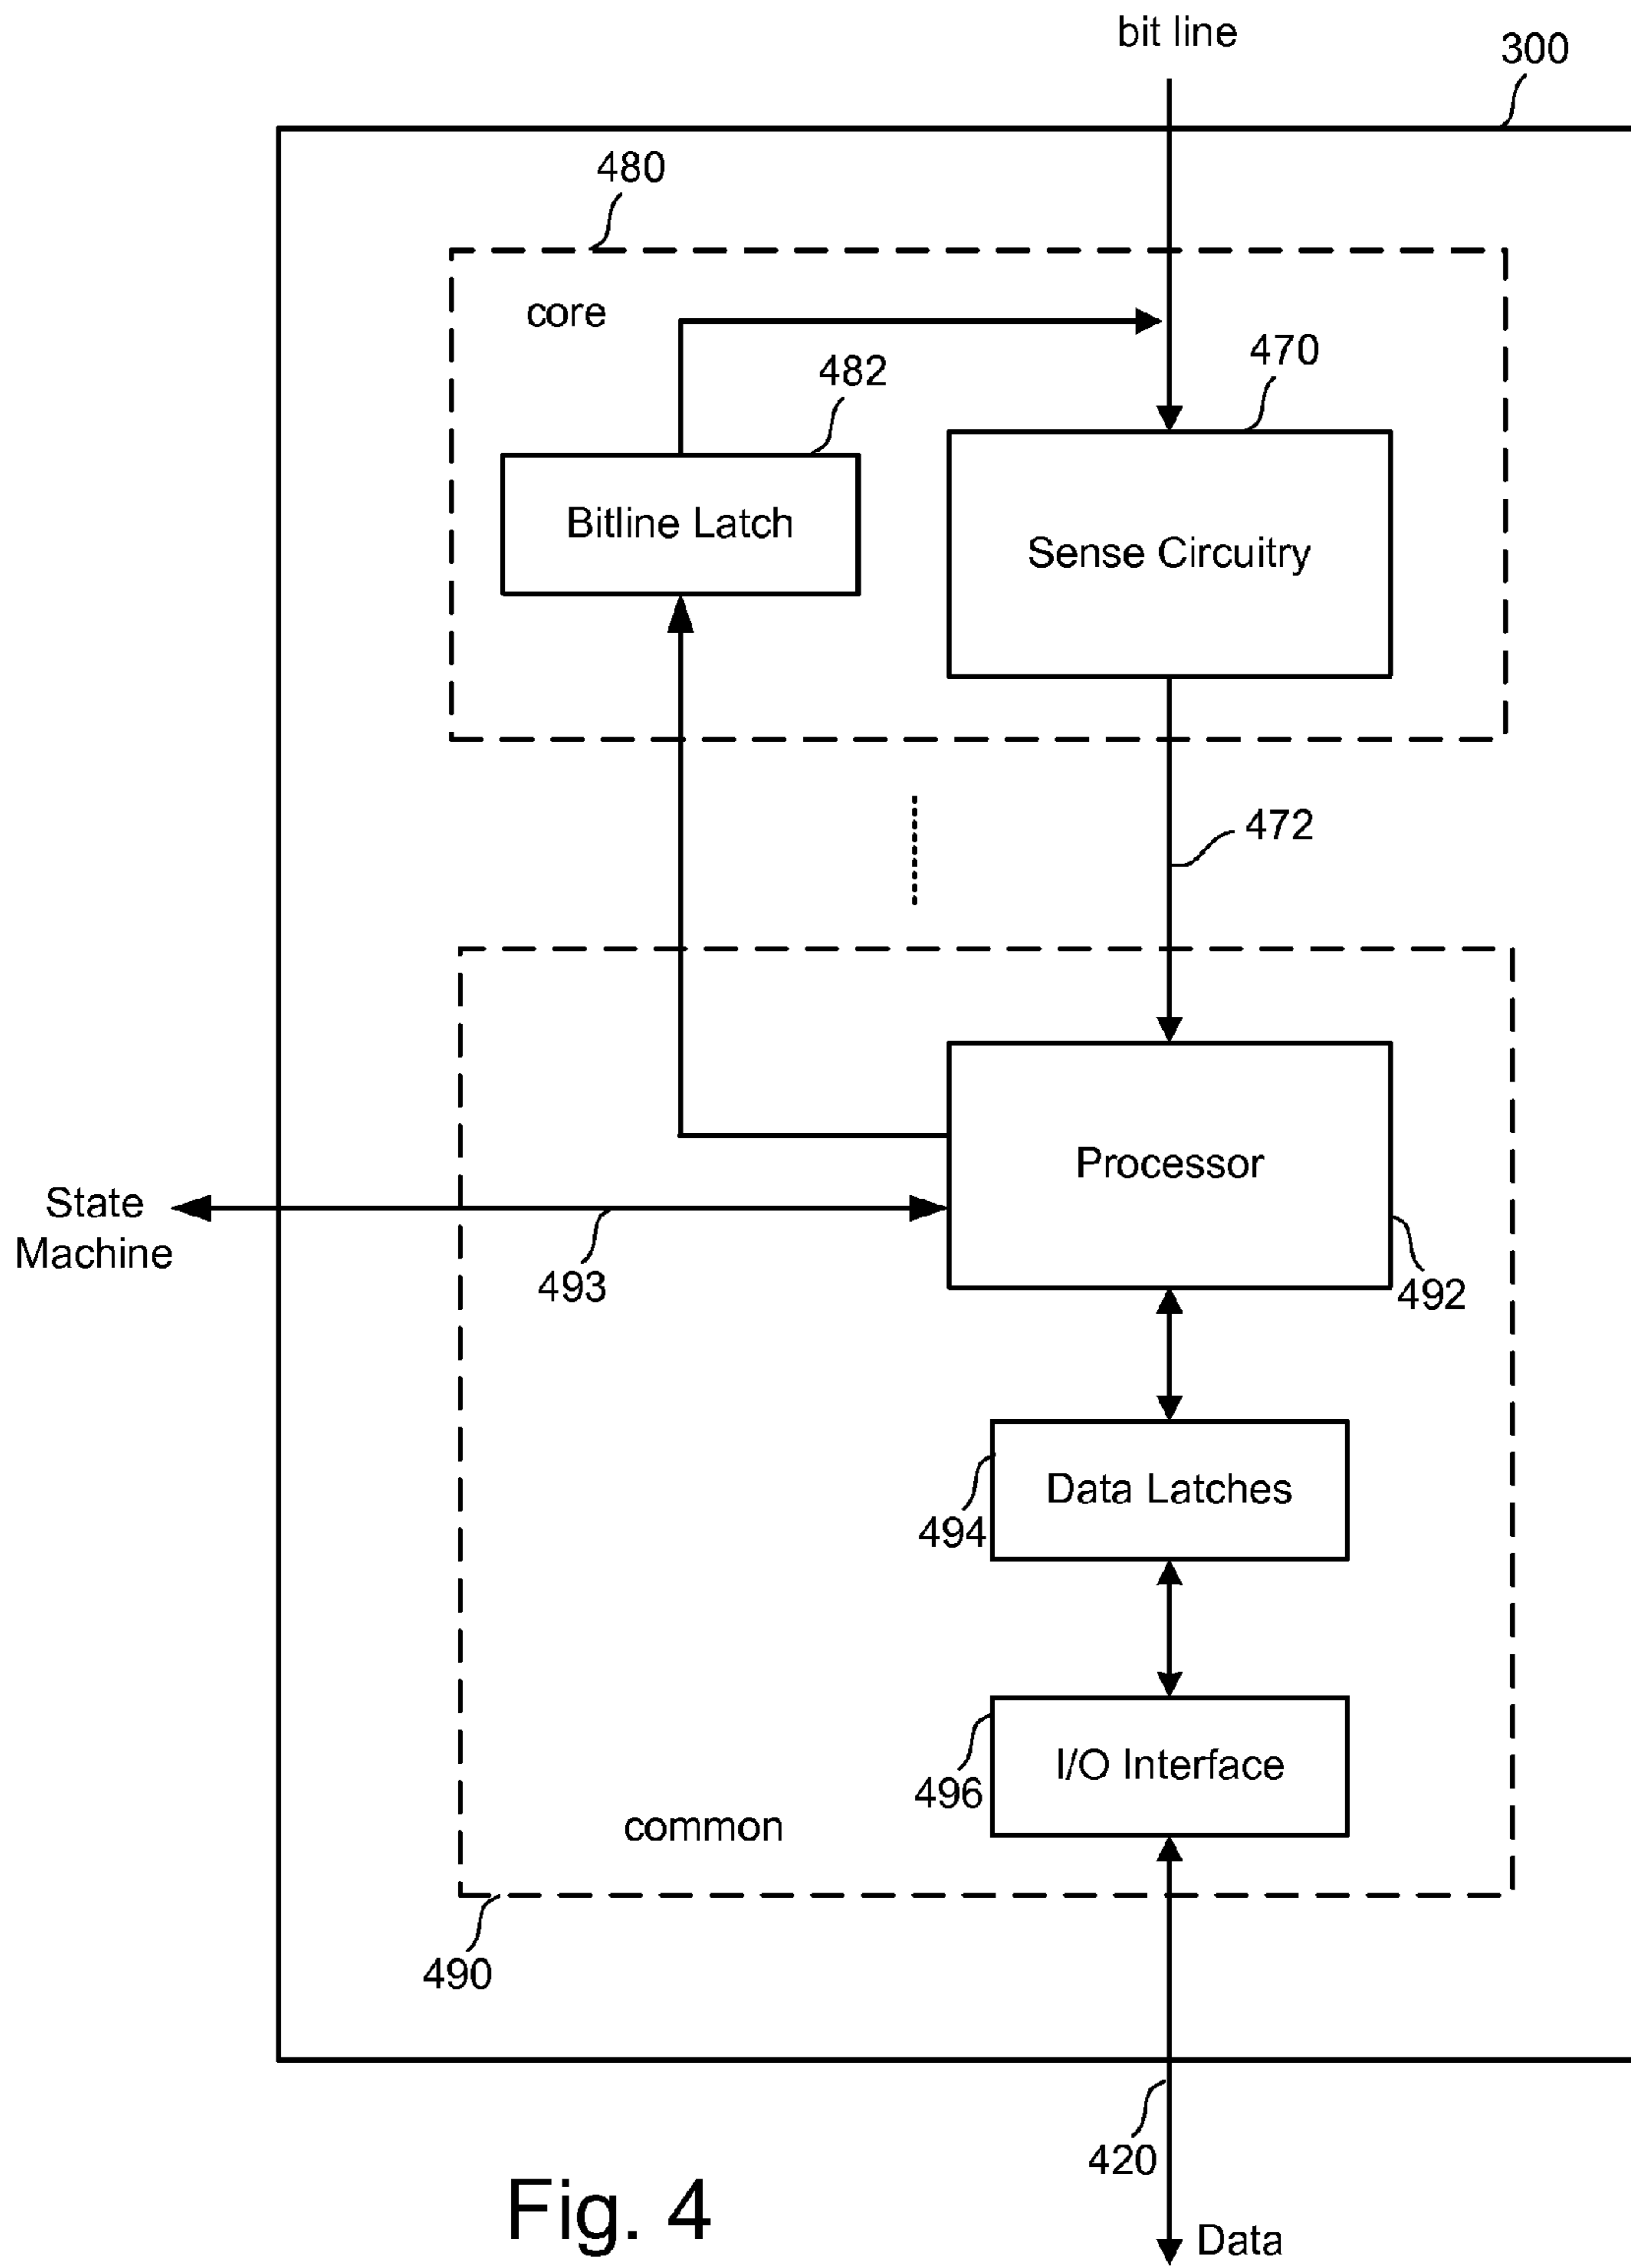 bit line
300
480
core
470
482
Bitline Latch
Sense Circuitry
472
Processor
State
Machine
493
492
Data Latches
494
I/O Interface
496
common
490
420
Fig. 4
Data